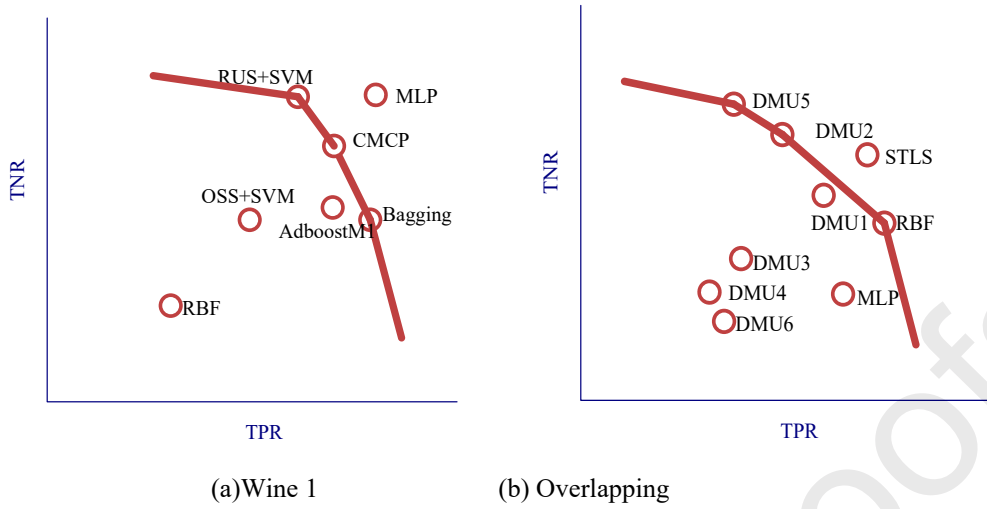 RUS+SVM
MLP
CMCP
TNR
OSS+SVM
Bagging
AdboostM1
RBF
TPR
(a)Wine 1
DMU5
DMU2
STLS
TNR
DMU1
RBF
DMU3
DMU4
MLP
DMU6
TPR
(b) Overlapping